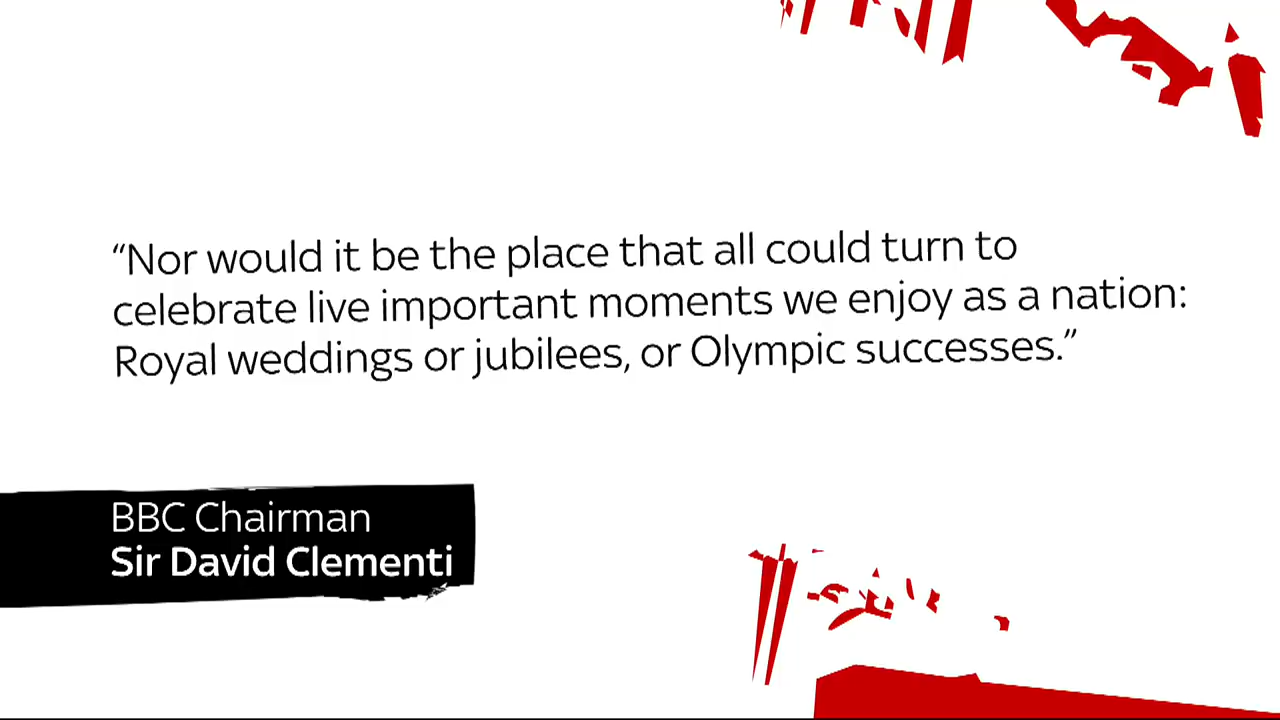 “Nor would it be the place that all could turn to
celebrate live important moments we enjoy as a nation:
Royal weddings or jubilees, or Olympic successes.”
BBC Chairman
Sir David Clementi